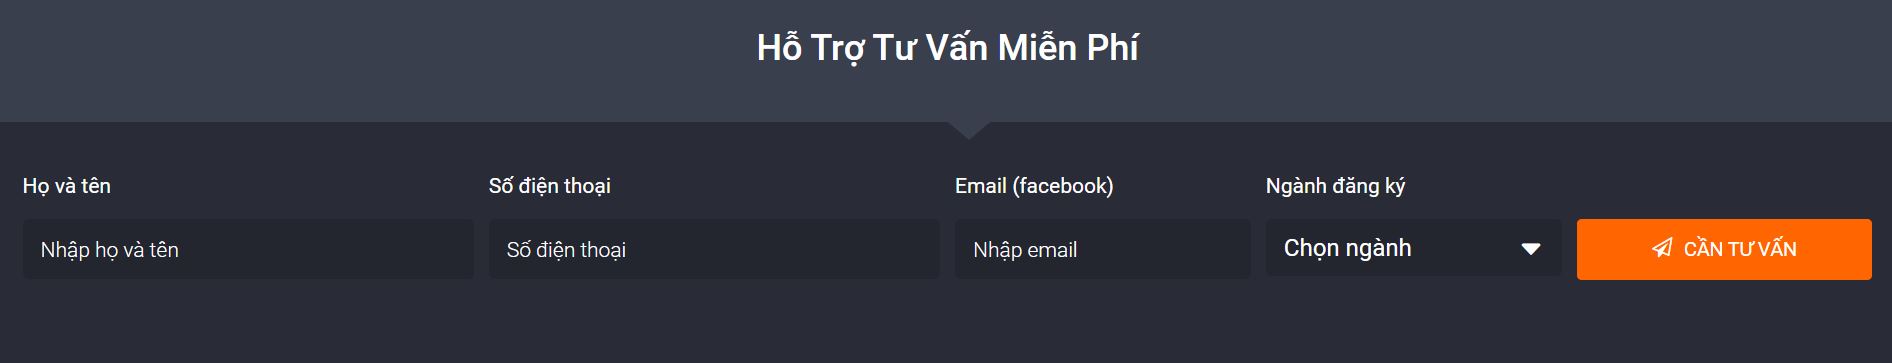 Hỗ Trợ Tư Vấn Miễn Phí
Họ và tên
Số điện thoại
Email (facebook)
Ngành đăng ký
Nhập họ và tên
Số điện thoại
Nhập email
Chọn ngành
CẦN TƯ VẤN